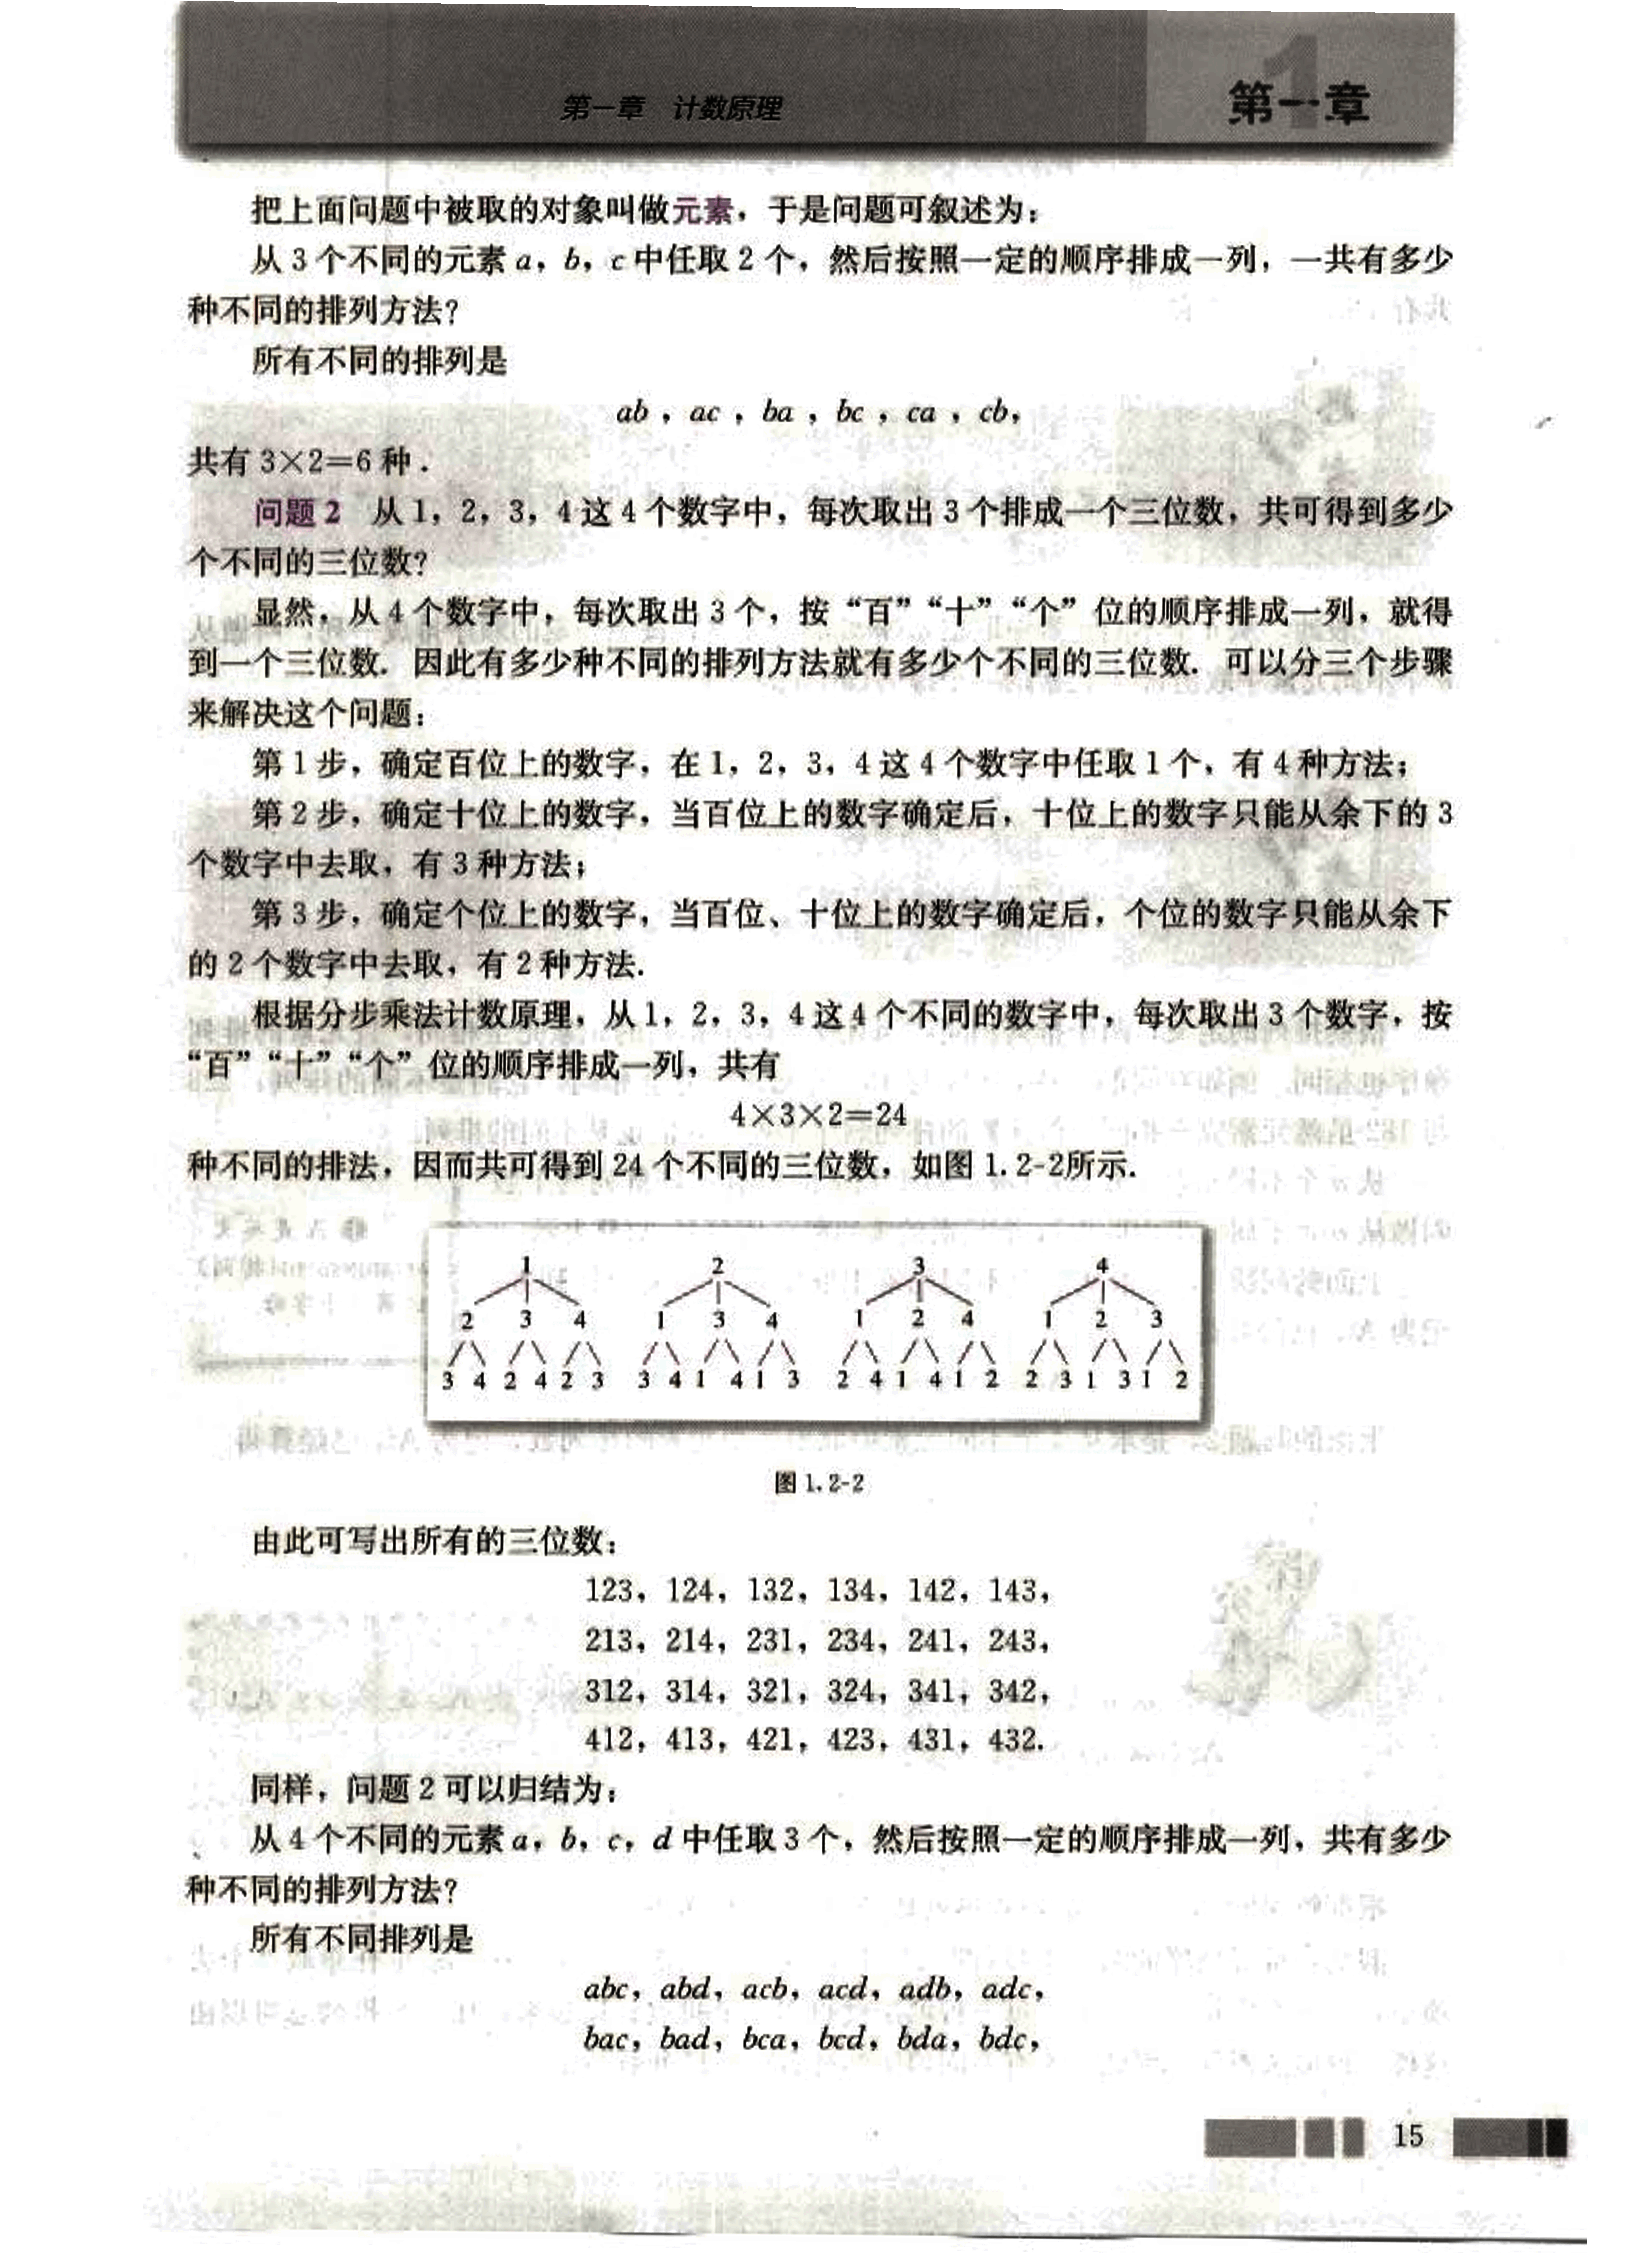 第一章 计数原理
第一章
把上面问题中被取的对象叫做元素，于是问题可叙述为：
从 3 个不同的元素 a，b，c 中任取 2 个，然后按照一定的顺序排成一列，一共有多少
种不同的排列方法？
所有不同的排列是
ab，ac，ba，bc，ca，cb，
共有 3×2=6 种．
问题 2 从 1，2，3，4 这 4 个数字中，每次取出 3 个排成一个三位数，共可得到多少
个不同的三位数？
显然，从 4 个数字中，每次取出 3 个，按“百”“十”“个”位的顺序排成一列，就得
到一个三位数．因此有多少种不同的排列方法就有多少个不同的三位数．可以分三个步骤
来解决这个问题：
第 1 步，确定百位上的数字，在 1，2，3，4 这 4 个数字中任取 1 个，有 4 种方法；
第 2 步，确定十位上的数字，当百位上的数字确定后，十位上的数字只能从余下的 3
个数字中去取，有 3 种方法；
第 3 步，确定个位上的数字，当百位、十位上的数字确定后，个位的数字只能从余下
的 2 个数字中去取，有 2 种方法．
根据分步乘法计数原理，从 1，2，3，4 这 4 个不同的数字中，每次取出 3 个数字，按
“百”“十”“个”位的顺序排成一列，共有
4×3×2=24
种不同的排法，因而共可得到 24 个不同的三位数，如图 1.2-2所示．
1 2 3 4
2 3 4 1 3 4 1 2 4 1 2 3
3 4 2 4 2 3 3 4 1 4 1 3 2 4 1 4 1 2 2 3 1 3 1 2
图 1.2-2
由此可写出所有的三位数：
123，124，132，134，142，143，
213，214，231，234，241，243，
312，314，321，324，341，342，
412，413，421，423，431，432．
同样，问题 2 可以归结为：
从 4 个不同的元素 a，b，c，d 中任取 3 个，然后按照一定的顺序排成一列，共有多少
种不同的排列方法？
所有不同排列是
abc，abd，acb，acd，adb，adc，
bac，bad，bca，bcd，bda，bdc，
15